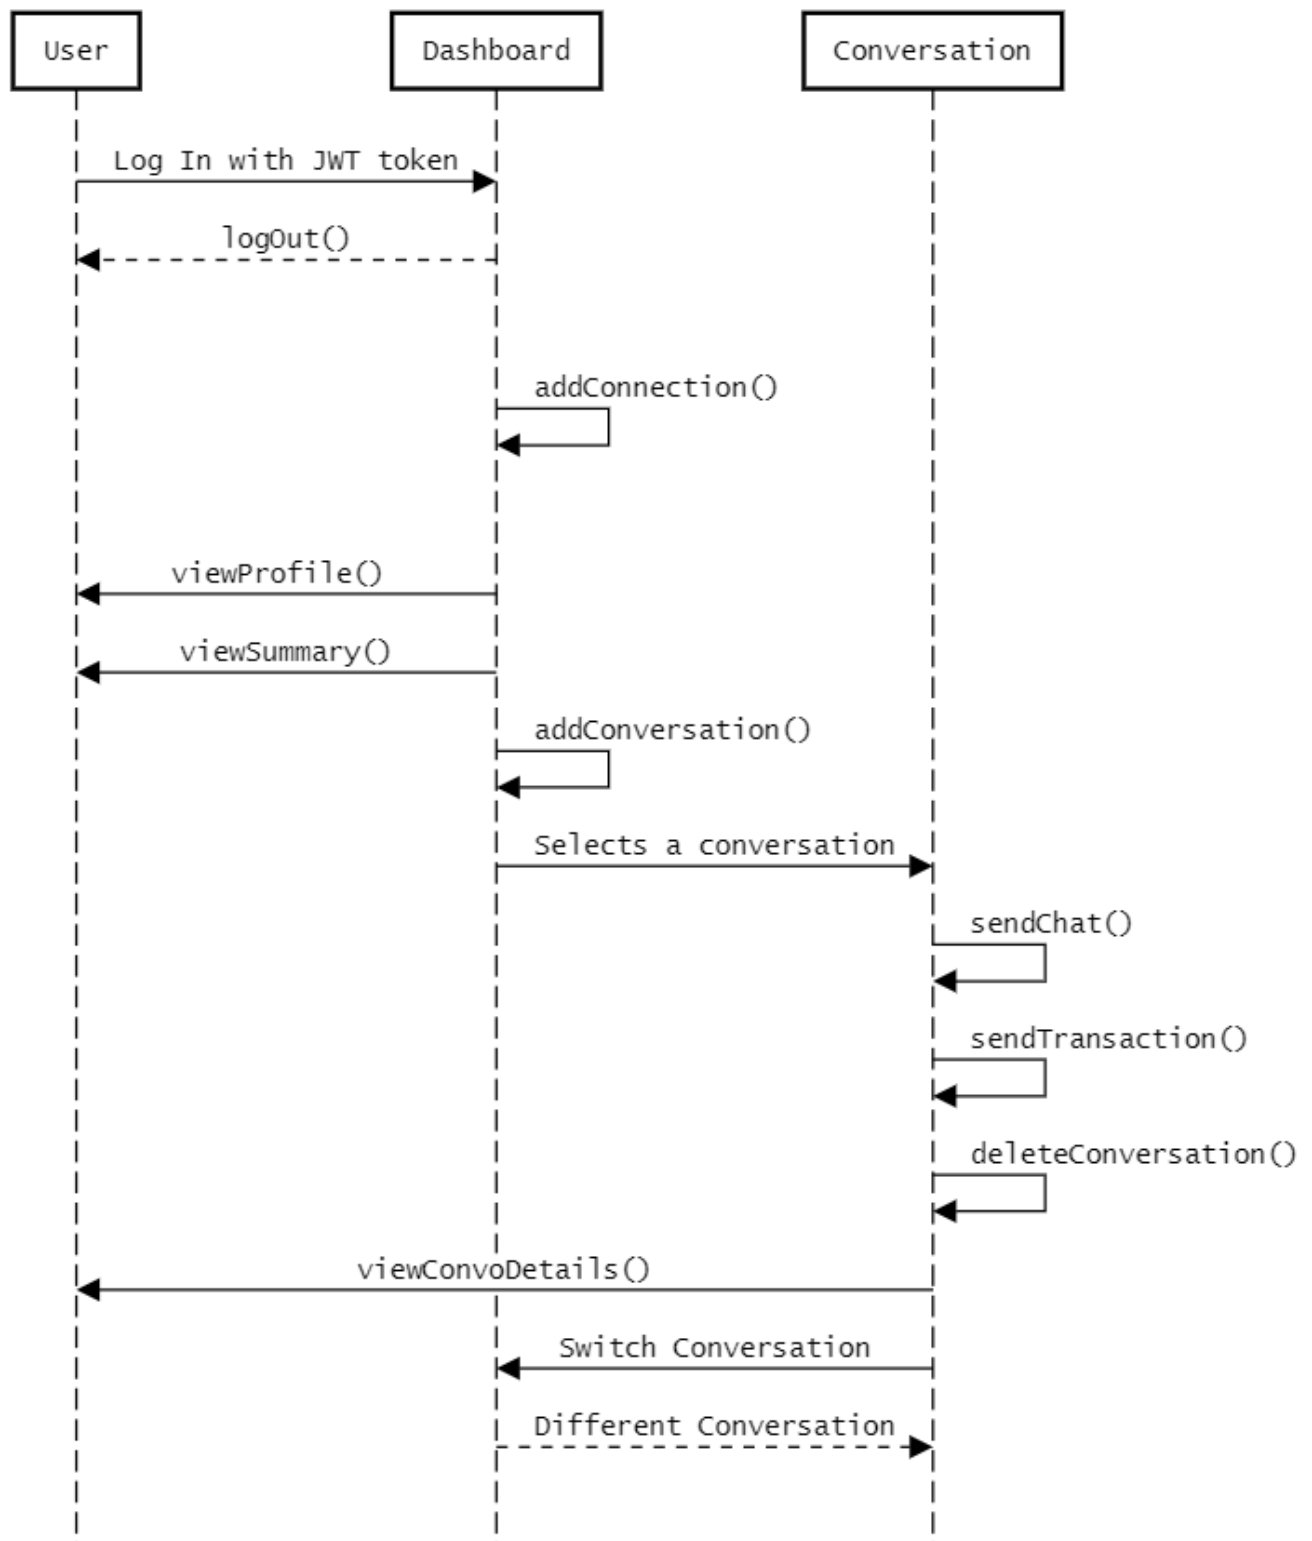 User
Dashboard
Conversation
Log In with JWT token
logOut()
addConnection()
viewProfile()
viewSummary()
addConversation()
Selects a conversation
sendChat()
sendTransaction()
deleteConversation()
viewConvoDetails()
Switch Conversation
Different Conversation